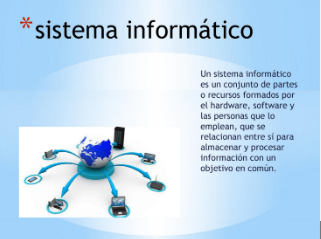 *sistema informático
Un sistema informático
es un conjunto de partes
o recursos formados por
el hardware, software y
las personas que lo
emplean, que se
relacionan entre sí para
almacenar y procesar
información con un
objetivo en común.